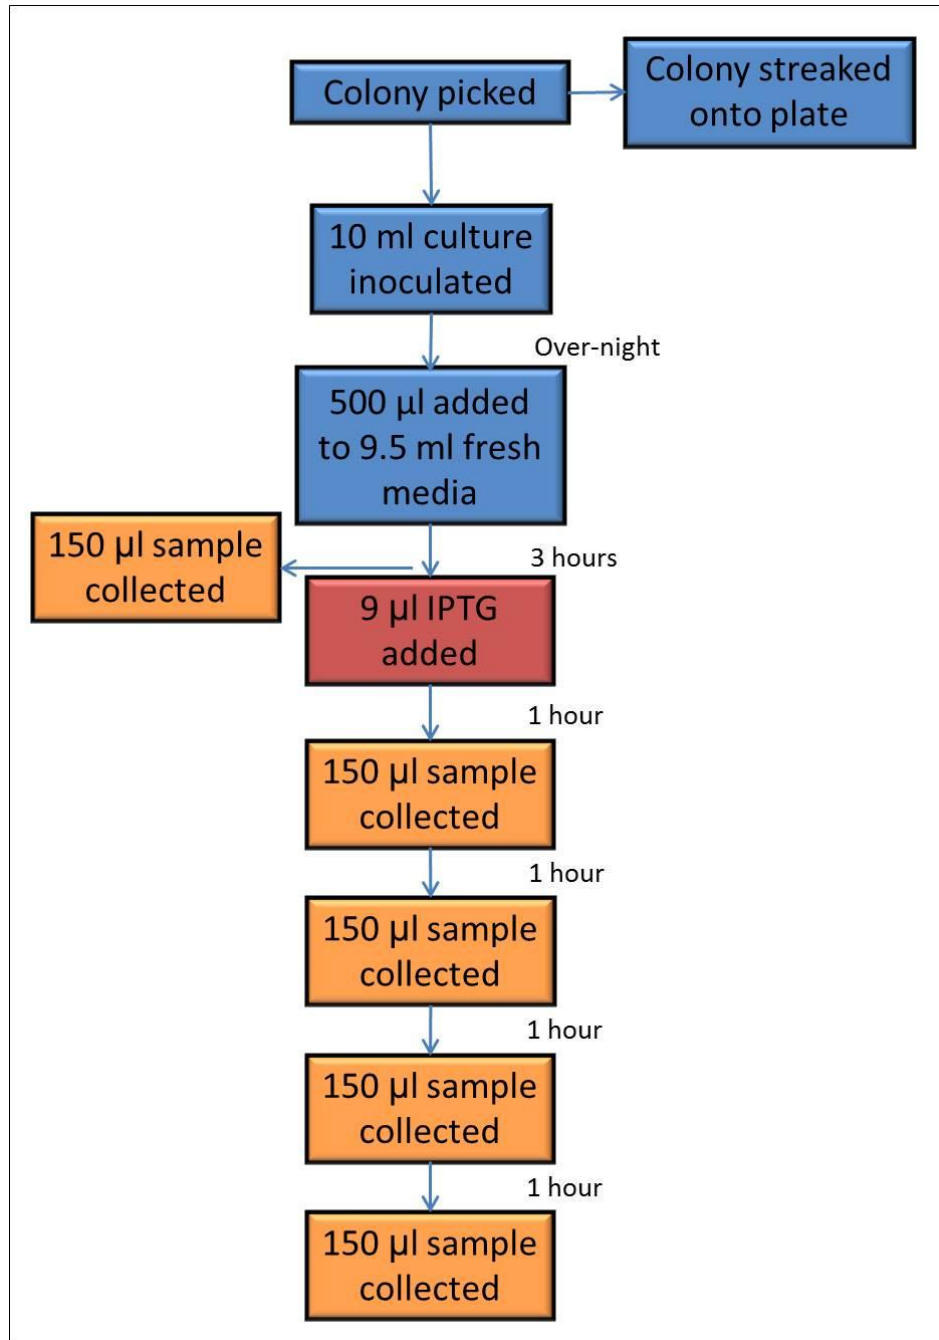 Colony picked
Colony streaked
onto plate
10 ml culture
inoculated
Over-night
500 µl added
to 9.5 ml fresh
media
150 µl sample
collected
3 hours
9 µl IPTG
added
1 hour
150 µl sample
collected
1 hour
150 µl sample
collected
1 hour
150 µl sample
collected
1 hour
150 µl sample
collected